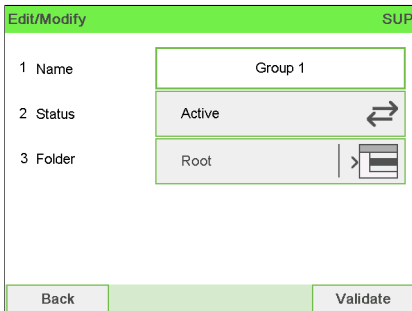 Edit/Modify SUP
1 Name Group 1
2 Status Active
3 Folder Root
Back Validate